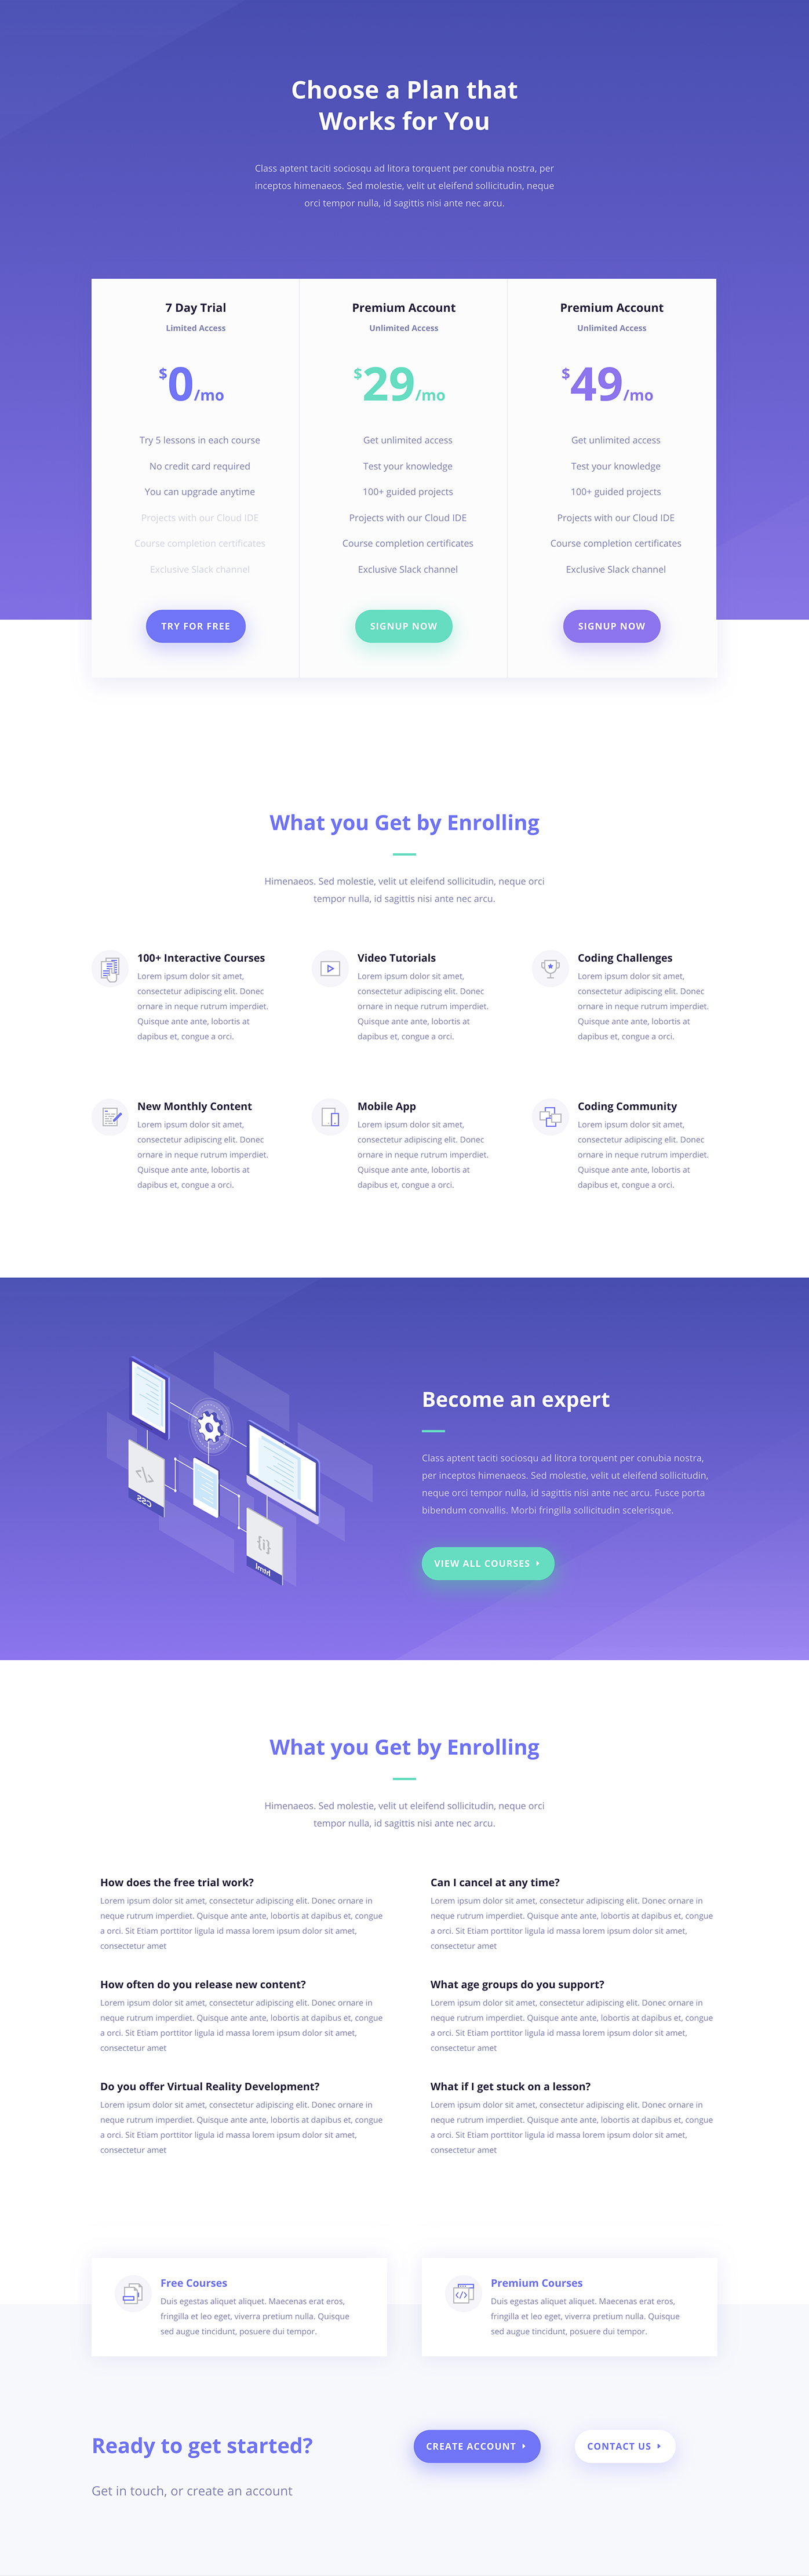 Choose a Plan that
Works for You
Class aptent taciti sociosqu ad litora torquent per conubia nostra, per
inceptos himenaeos. Sed molestie, velit ut eleifend sollicitudin, neque
orci tempor nulla, id sagittis nisi ante nec arcu.
7 Day Trial
Limited Access
$0/mo
Try 5 lessons in each course
No credit card required
You can upgrade anytime
Projects with our Cloud IDE
Course completion certificates
Exclusive Slack channel
TRY FOR FREE
Premium Account
Unlimited Access
$29/mo
Get unlimited access
Test your knowledge
100+ guided projects
Projects with our Cloud IDE
Course completion certificates
Exclusive Slack channel
SIGNUP NOW
Premium Account
Unlimited Access
$49/mo
Get unlimited access
Test your knowledge
100+ guided projects
Projects with our Cloud IDE
Course completion certificates
Exclusive Slack channel
SIGNUP NOW
What you Get by Enrolling
Himenaeos. Sed molestie, velit ut eleifend sollicitudin, neque orci
tempor nulla, id sagittis nisi ante nec arcu.
100+ Interactive Courses
Lorem ipsum dolor sit amet,
consectetur adipiscing elit. Donec
ornare in neque rutrum imperdiet.
Quisque ante ante, lobortis at
dapibus et, congue a orci.
Video Tutorials
Lorem ipsum dolor sit amet,
consectetur adipiscing elit. Donec
ornare in neque rutrum imperdiet.
Quisque ante ante, lobortis at
dapibus et, congue a orci.
Coding Challenges
Lorem ipsum dolor sit amet,
consectetur adipiscing elit. Donec
ornare in neque rutrum imperdiet.
Quisque ante ante, lobortis at
dapibus et, congue a orci.
New Monthly Content
Lorem ipsum dolor sit amet,
consectetur adipiscing elit. Donec
ornare in neque rutrum imperdiet.
Quisque ante ante, lobortis at
dapibus et, congue a orci.
Mobile App
Lorem ipsum dolor sit amet,
consectetur adipiscing elit. Donec
ornare in neque rutrum imperdiet.
Quisque ante ante, lobortis at
dapibus et, congue a orci.
Coding Community
Lorem ipsum dolor sit amet,
consectetur adipiscing elit. Donec
ornare in neque rutrum imperdiet.
Quisque ante ante, lobortis at
dapibus et, congue a orci.
</>
CSS
{i}
html
Become an expert
Class aptent taciti sociosqu ad litora torquent per conubia nostra,
per inceptos himenaeos. Sed molestie, velit ut eleifend sollicitudin,
neque orci tempor nulla, id sagittis nisi ante nec arcu. Fusce porta
bibendum convallis. Morbi fringilla sollicitudin scelerisque.
VIEW ALL COURSES
What you Get by Enrolling
Himenaeos. Sed molestie, velit ut eleifend sollicitudin, neque orci
tempor nulla, id sagittis nisi ante nec arcu.
How does the free trial work?
Lorem ipsum dolor sit amet, consectetur adipiscing elit. Donec ornare in
neque rutrum imperdiet. Quisque ante ante, lobortis at dapibus et, congue
a orci. Sit Etiam porttitor ligula id massa lorem ipsum dolor sit amet,
consectetur amet
Can I cancel at any time?
Lorem ipsum dolor sit amet, consectetur adipiscing elit. Donec ornare in
neque rutrum imperdiet. Quisque ante ante, lobortis at dapibus et, congue
a orci. Sit Etiam porttitor ligula id massa lorem ipsum dolor sit amet,
consectetur amet
How often do you release new content?
Lorem ipsum dolor sit amet, consectetur adipiscing elit. Donec ornare in
neque rutrum imperdiet. Quisque ante ante, lobortis at dapibus et, congue
a orci. Sit Etiam porttitor ligula id massa lorem ipsum dolor sit amet,
consectetur amet
What age groups do you support?
Lorem ipsum dolor sit amet, consectetur adipiscing elit. Donec ornare in
neque rutrum imperdiet. Quisque ante ante, lobortis at dapibus et, congue
a orci. Sit Etiam porttitor ligula id massa lorem ipsum dolor sit amet,
consectetur amet
Do you offer Virtual Reality Development?
Lorem ipsum dolor sit amet, consectetur adipiscing elit. Donec ornare in
neque rutrum imperdiet. Quisque ante ante, lobortis at dapibus et, congue
a orci. Sit Etiam porttitor ligula id massa lorem ipsum dolor sit amet,
consectetur amet
What if I get stuck on a lesson?
Lorem ipsum dolor sit amet, consectetur adipiscing elit. Donec ornare in
neque rutrum imperdiet. Quisque ante ante, lobortis at dapibus et, congue
a orci. Sit Etiam porttitor ligula id massa lorem ipsum dolor sit amet,
consectetur amet
Free Courses
Duis egestas aliquet aliquet. Maecenas erat eros,
fringilla et leo eget, viverra pretium nulla. Quisque
sed augue tincidunt, posuere dui tempor.
</>
Premium Courses
Duis egestas aliquet aliquet. Maecenas erat eros,
fringilla et leo eget, viverra pretium nulla. Quisque
sed augue tincidunt, posuere dui tempor.
Ready to get started?
Get in touch, or create an account
CREATE ACCOUNT
CONTACT US